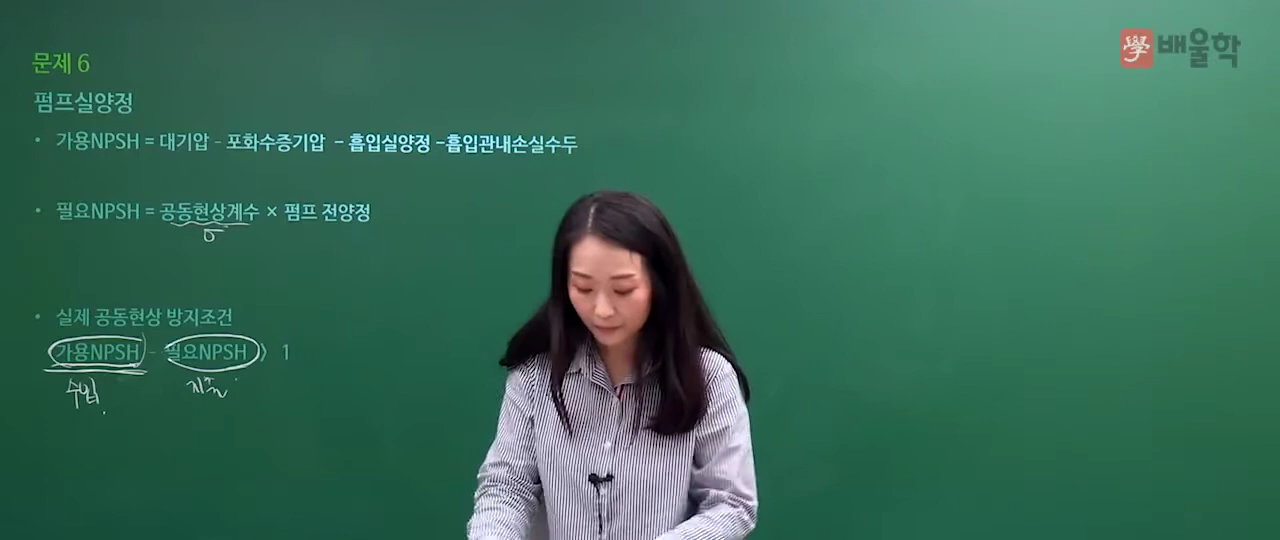 學 배울학
문제 6
펌프실양정
• 가용NPSH = 대기압 - 포화수증기압 - 흡입실양정 -흡입관내손실수두
• 필요NPSH = 공동현상계수 × 펌프 전양정
σ
• 실제 공동현상 방지조건
가용NPSH - 필요NPSH 〉 1
수입 지출